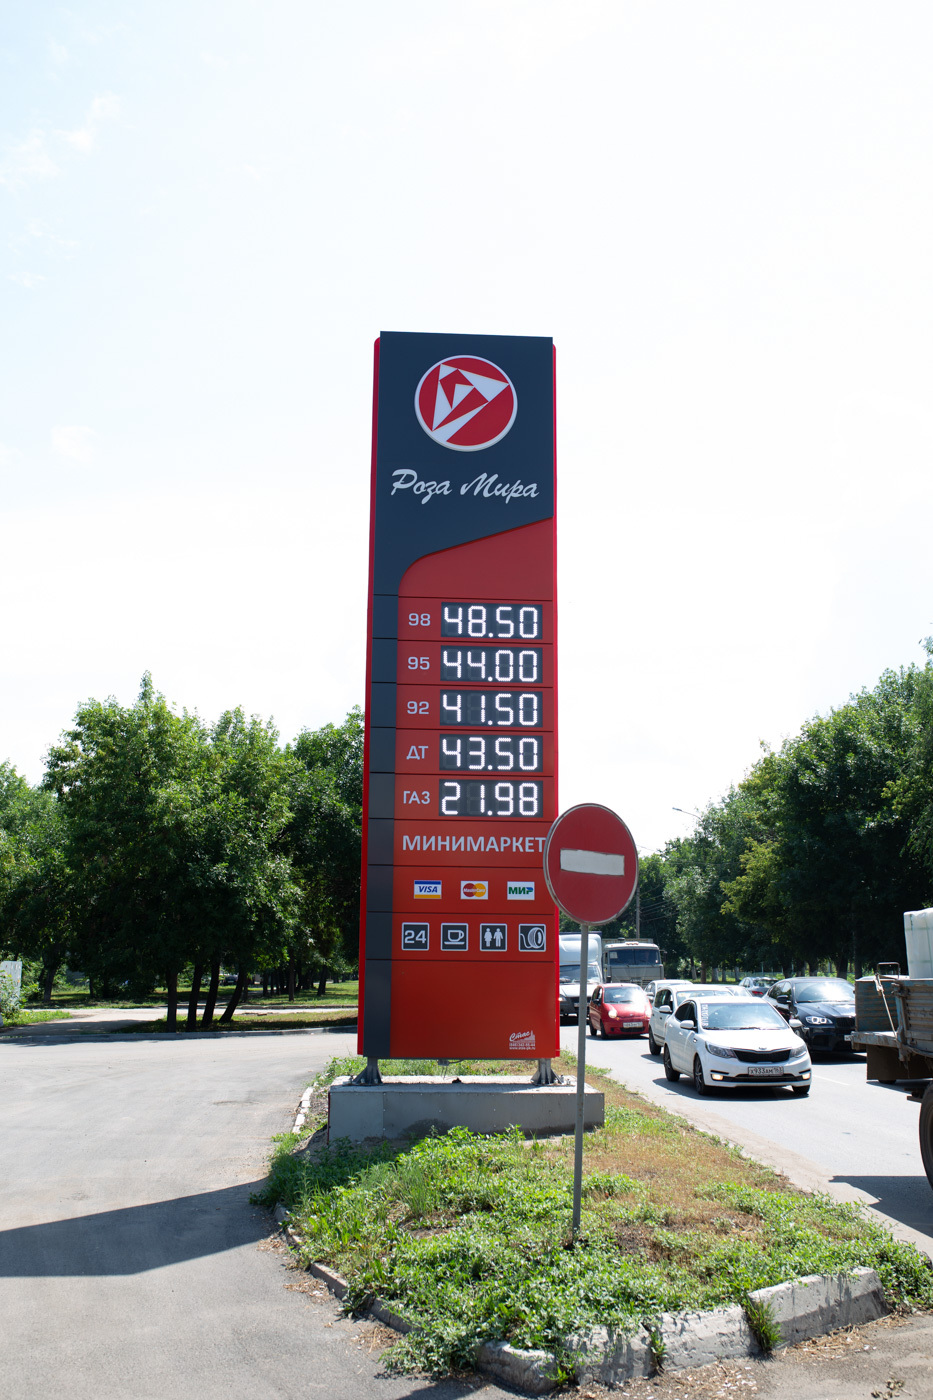 Роза Мира
98 48.50
95 44.00
92 41.50
ДТ 43.50
ГАЗ 21.98
МИНИМАРКЕТ
VISA MasterCard МИР
24